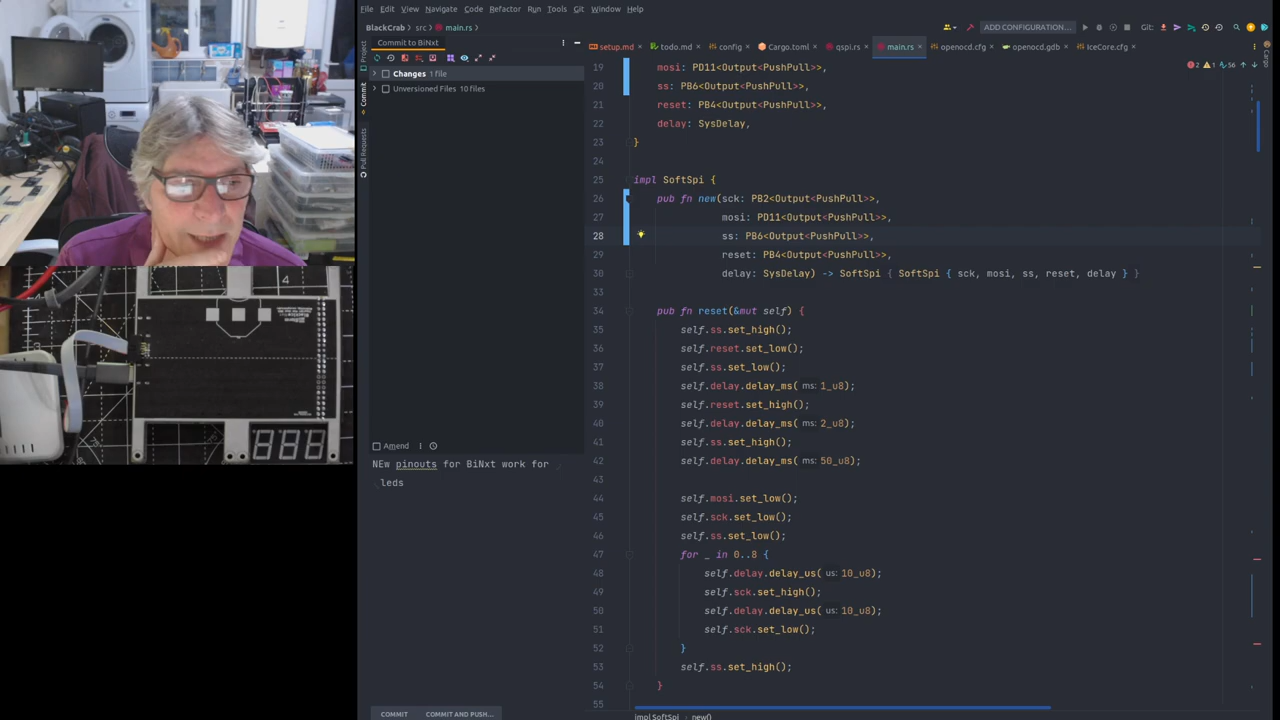 File Edit View Navigate Code Refactor Run Tools Git Window Help
BlackCrab src main.rs
ADD CONFIGURATION...
Git:
Commit to BiNxt
setup.md todo.md config Cargo.toml qspi.rs main.rs openocd.cfg openocd.gdb IceCore.cfg
Project
Commit
Pull Requests
Cargo
Changes 1 file
Unversioned Files 10 files
2 1 56
19 mosi: PD11<Output<PushPull>>,
20 ss: PB6<Output<PushPull>>,
21 reset: PB4<Output<PushPull>>,
22 delay: SysDelay,
23 }
24
25 impl SoftSpi {
26 pub fn new(sck: PB2<Output<PushPull>>,
27 mosi: PD11<Output<PushPull>>,
28 ss: PB6<Output<PushPull>>,
29 reset: PB4<Output<PushPull>>,
30 delay: SysDelay) -> SoftSpi { SoftSpi { sck, mosi, ss, reset, delay } }
33
34 pub fn reset(&mut self) {
35 self.ss.set_high();
36 self.reset.set_low();
37 self.ss.set_low();
38 self.delay.delay_ms( ms: 1_u8);
39 self.reset.set_high();
40 self.delay.delay_ms( ms: 2_u8);
41 self.ss.set_high();
42 self.delay.delay_ms( ms: 50_u8);
43
44 self.mosi.set_low();
45 self.sck.set_low();
46 self.ss.set_low();
47 for _ in 0..8 {
48 self.delay.delay_us( us: 10_u8);
49 self.sck.set_high();
50 self.delay.delay_us( us: 10_u8);
51 self.sck.set_low();
52 }
53 self.ss.set_high();
54 }
55
Amend
NEw pinouts for BiNxt work for
leds
COMMIT COMMIT AND PUSH...
impl SoftSpi new()